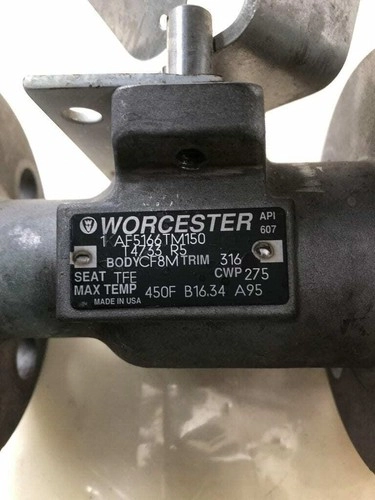 WORCESTER API 607
1 AF5166TM150
T4733 R5
BODY CF8M TRIM 316
SEAT TFE CWP 275
MAX TEMP 450F B16.34 A95
MADE IN USA